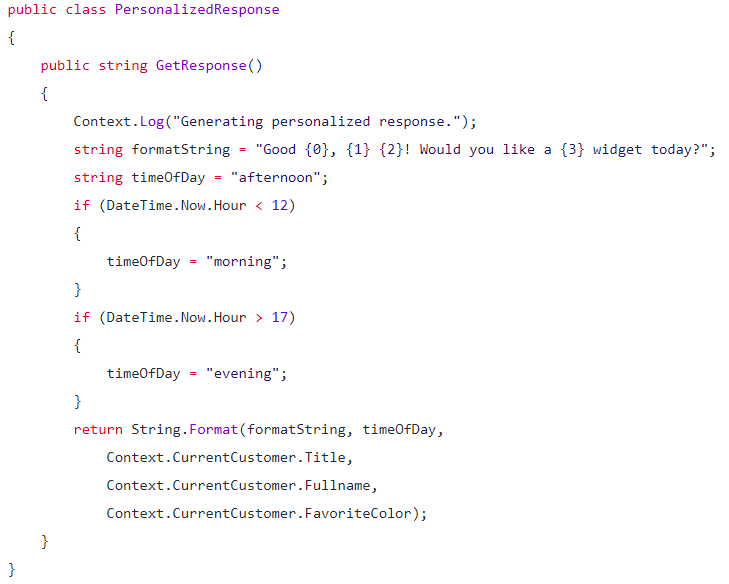 public class PersonalizedResponse
{
    public string GetResponse()
    {
        Context.Log("Generating personalized response.");
        string formatString = "Good {0}, {1} {2}! Would you like a {3} widget today?";
        string timeOfDay = "afternoon";
        if (DateTime.Now.Hour < 12)
        {
            timeOfDay = "morning";
        }
        if (DateTime.Now.Hour > 17)
        {
            timeOfDay = "evening";
        }
        return String.Format(formatString, timeOfDay,
            Context.CurrentCustomer.Title,
            Context.CurrentCustomer.Fullname,
            Context.CurrentCustomer.FavoriteColor);
    }
}